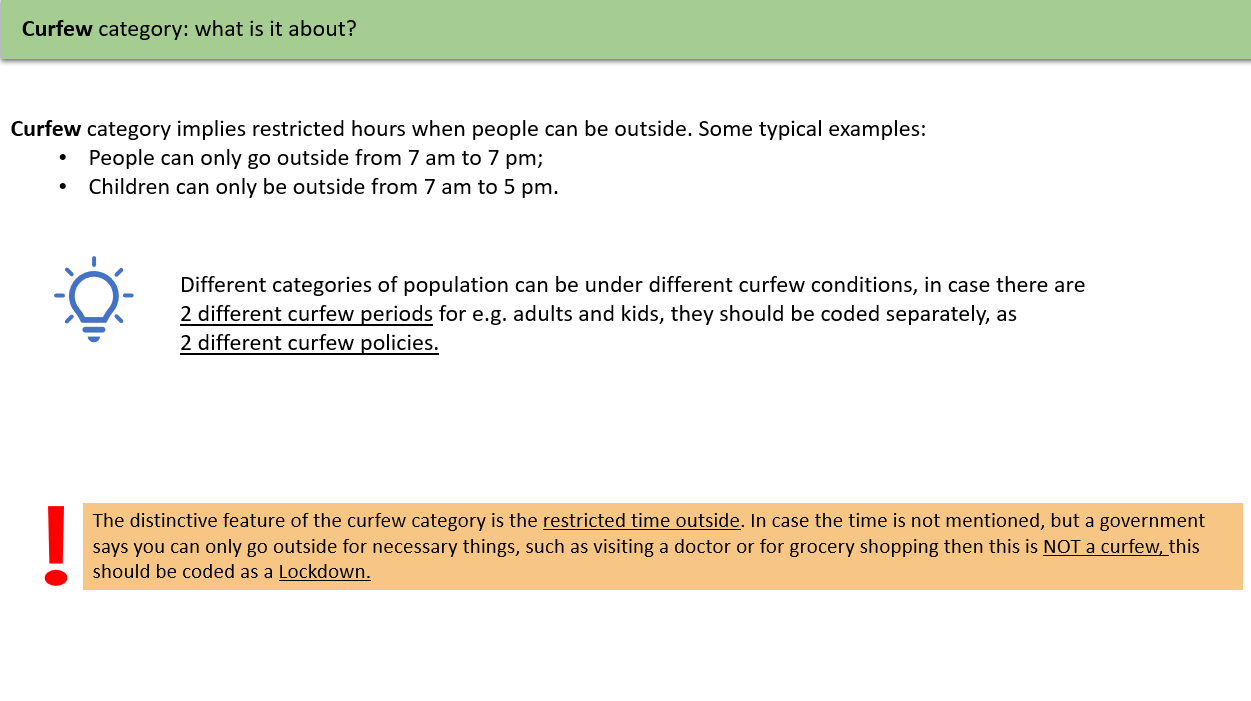 Curfew category: what is it about?
Curfew category implies restricted hours when people can be outside. Some typical examples:
• People can only go outside from 7 am to 7 pm;
• Children can only be outside from 7 am to 5 pm.
Different categories of population can be under different curfew conditions, in case there are
2 different curfew periods for e.g. adults and kids, they should be coded separately, as
2 different curfew policies.
The distinctive feature of the curfew category is the restricted time outside. In case the time is not mentioned, but a government
says you can only go outside for necessary things, such as visiting a doctor or for grocery shopping then this is NOT a curfew, this
should be coded as a Lockdown.